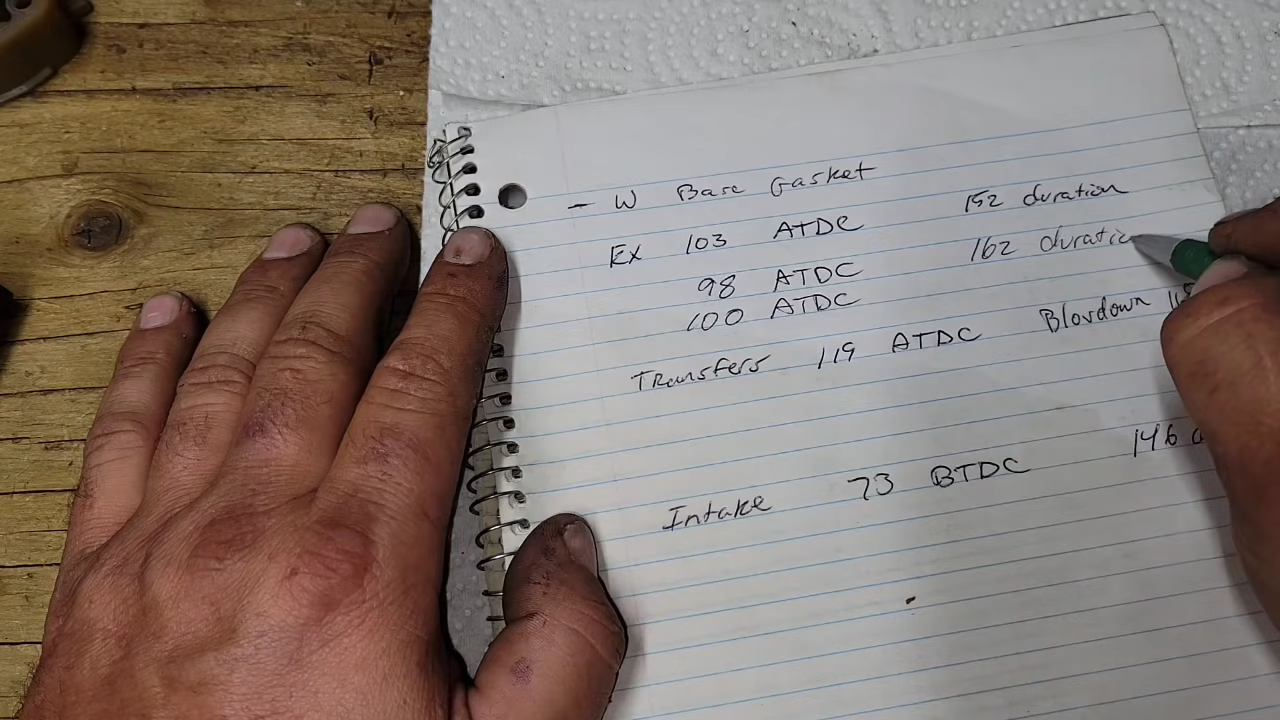 - W Base Gasket
Ex 103 ATDC 152 duration
98 ATDC 162 duration
100 ATDC
Transfers 119 ATDC Blowdown
Intake 73 BTDC 146